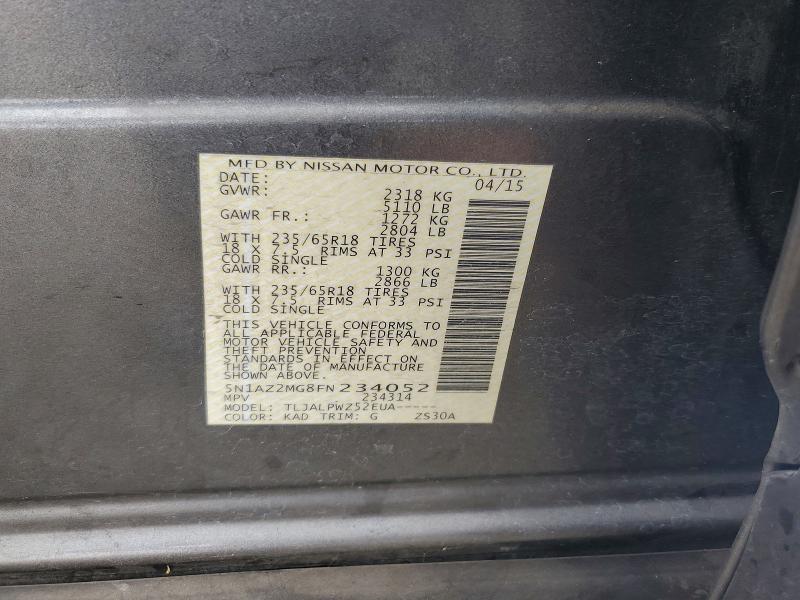 MFD BY NISSAN MOTOR CO., LTD.
DATE: 04/15
GVWR: 2318 KG
5110 LB
GAWR FR.: 1272 KG
2804 LB
WITH 235/65R18 TIRES
18 X 7.5 RIMS AT 33 PSI
COLD SINGLE
GAWR RR.: 1300 KG
2866 LB
WITH 235/65R18 TIRES
18 X 7.5 RIMS AT 33 PSI
COLD SINGLE
THIS VEHICLE CONFORMS TO
ALL APPLICABLE FEDERAL
MOTOR VEHICLE SAFETY AND
THEFT PREVENTION
STANDARDS IN EFFECT ON
THE DATE OF MANUFACTURE
SHOWN ABOVE.
5N1AZ2MG8FN234052
MPV 234314
MODEL: TLJALPWZ52EUA-----
COLOR: KAD TRIM: G ZS30A